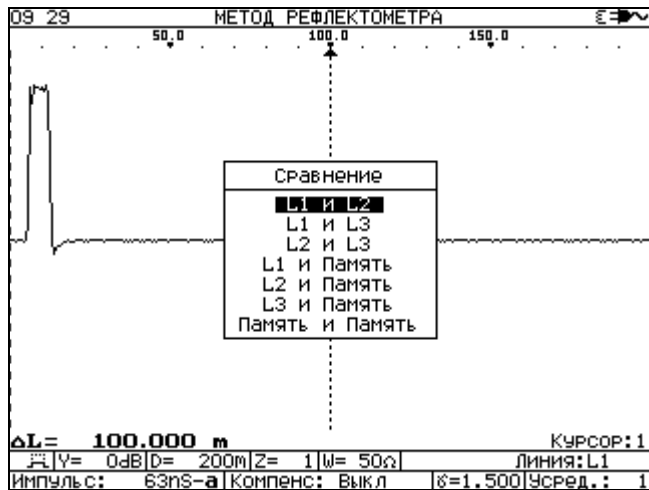 09 29 МЕТОД РЕФЛЕКТОМЕТРА
50.0 100.0 150.0
Сравнение
L1 и L2
L1 и L3
L2 и L3
L1 и Память
L2 и Память
L3 и Память
Память и Память
ΔL= 100.000 m Курсор:1
Y= 0dB D= 200m Z= 1 W= 50Ω Линия:L1
Импульс: 63nS-a Компенс: Выкл ɣ=1.500 Усред.: 1